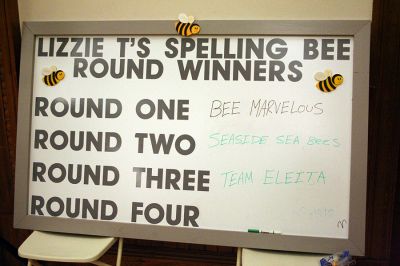 LIZZIE T'S SPELLING BEE
ROUND WINNERS
ROUND ONE BEE MARVELOUS
ROUND TWO SEASIDE SEA BEES
ROUND THREE TEAM ELEITA
ROUND FOUR